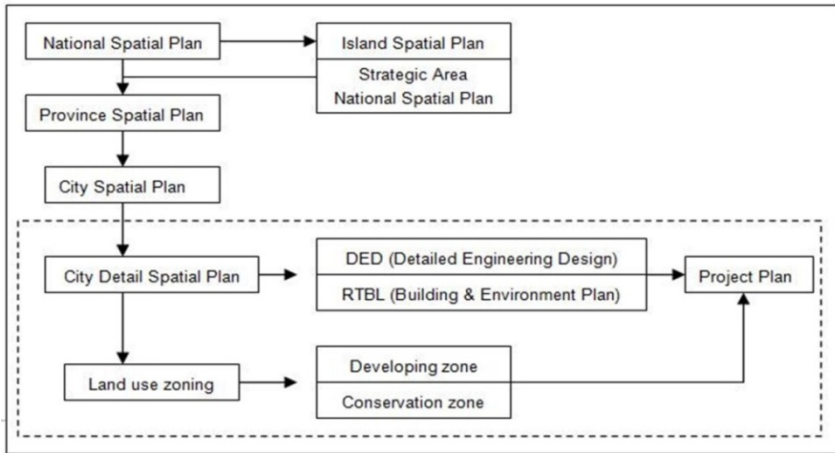 National Spatial Plan
Island Spatial Plan
Strategic Area
National Spatial Plan
Province Spatial Plan
City Spatial Plan
City Detail Spatial Plan
DED (Detailed Engineering Design)
RTBL (Building & Environment Plan)
Project Plan
Land use zoning
Developing zone
Conservation zone